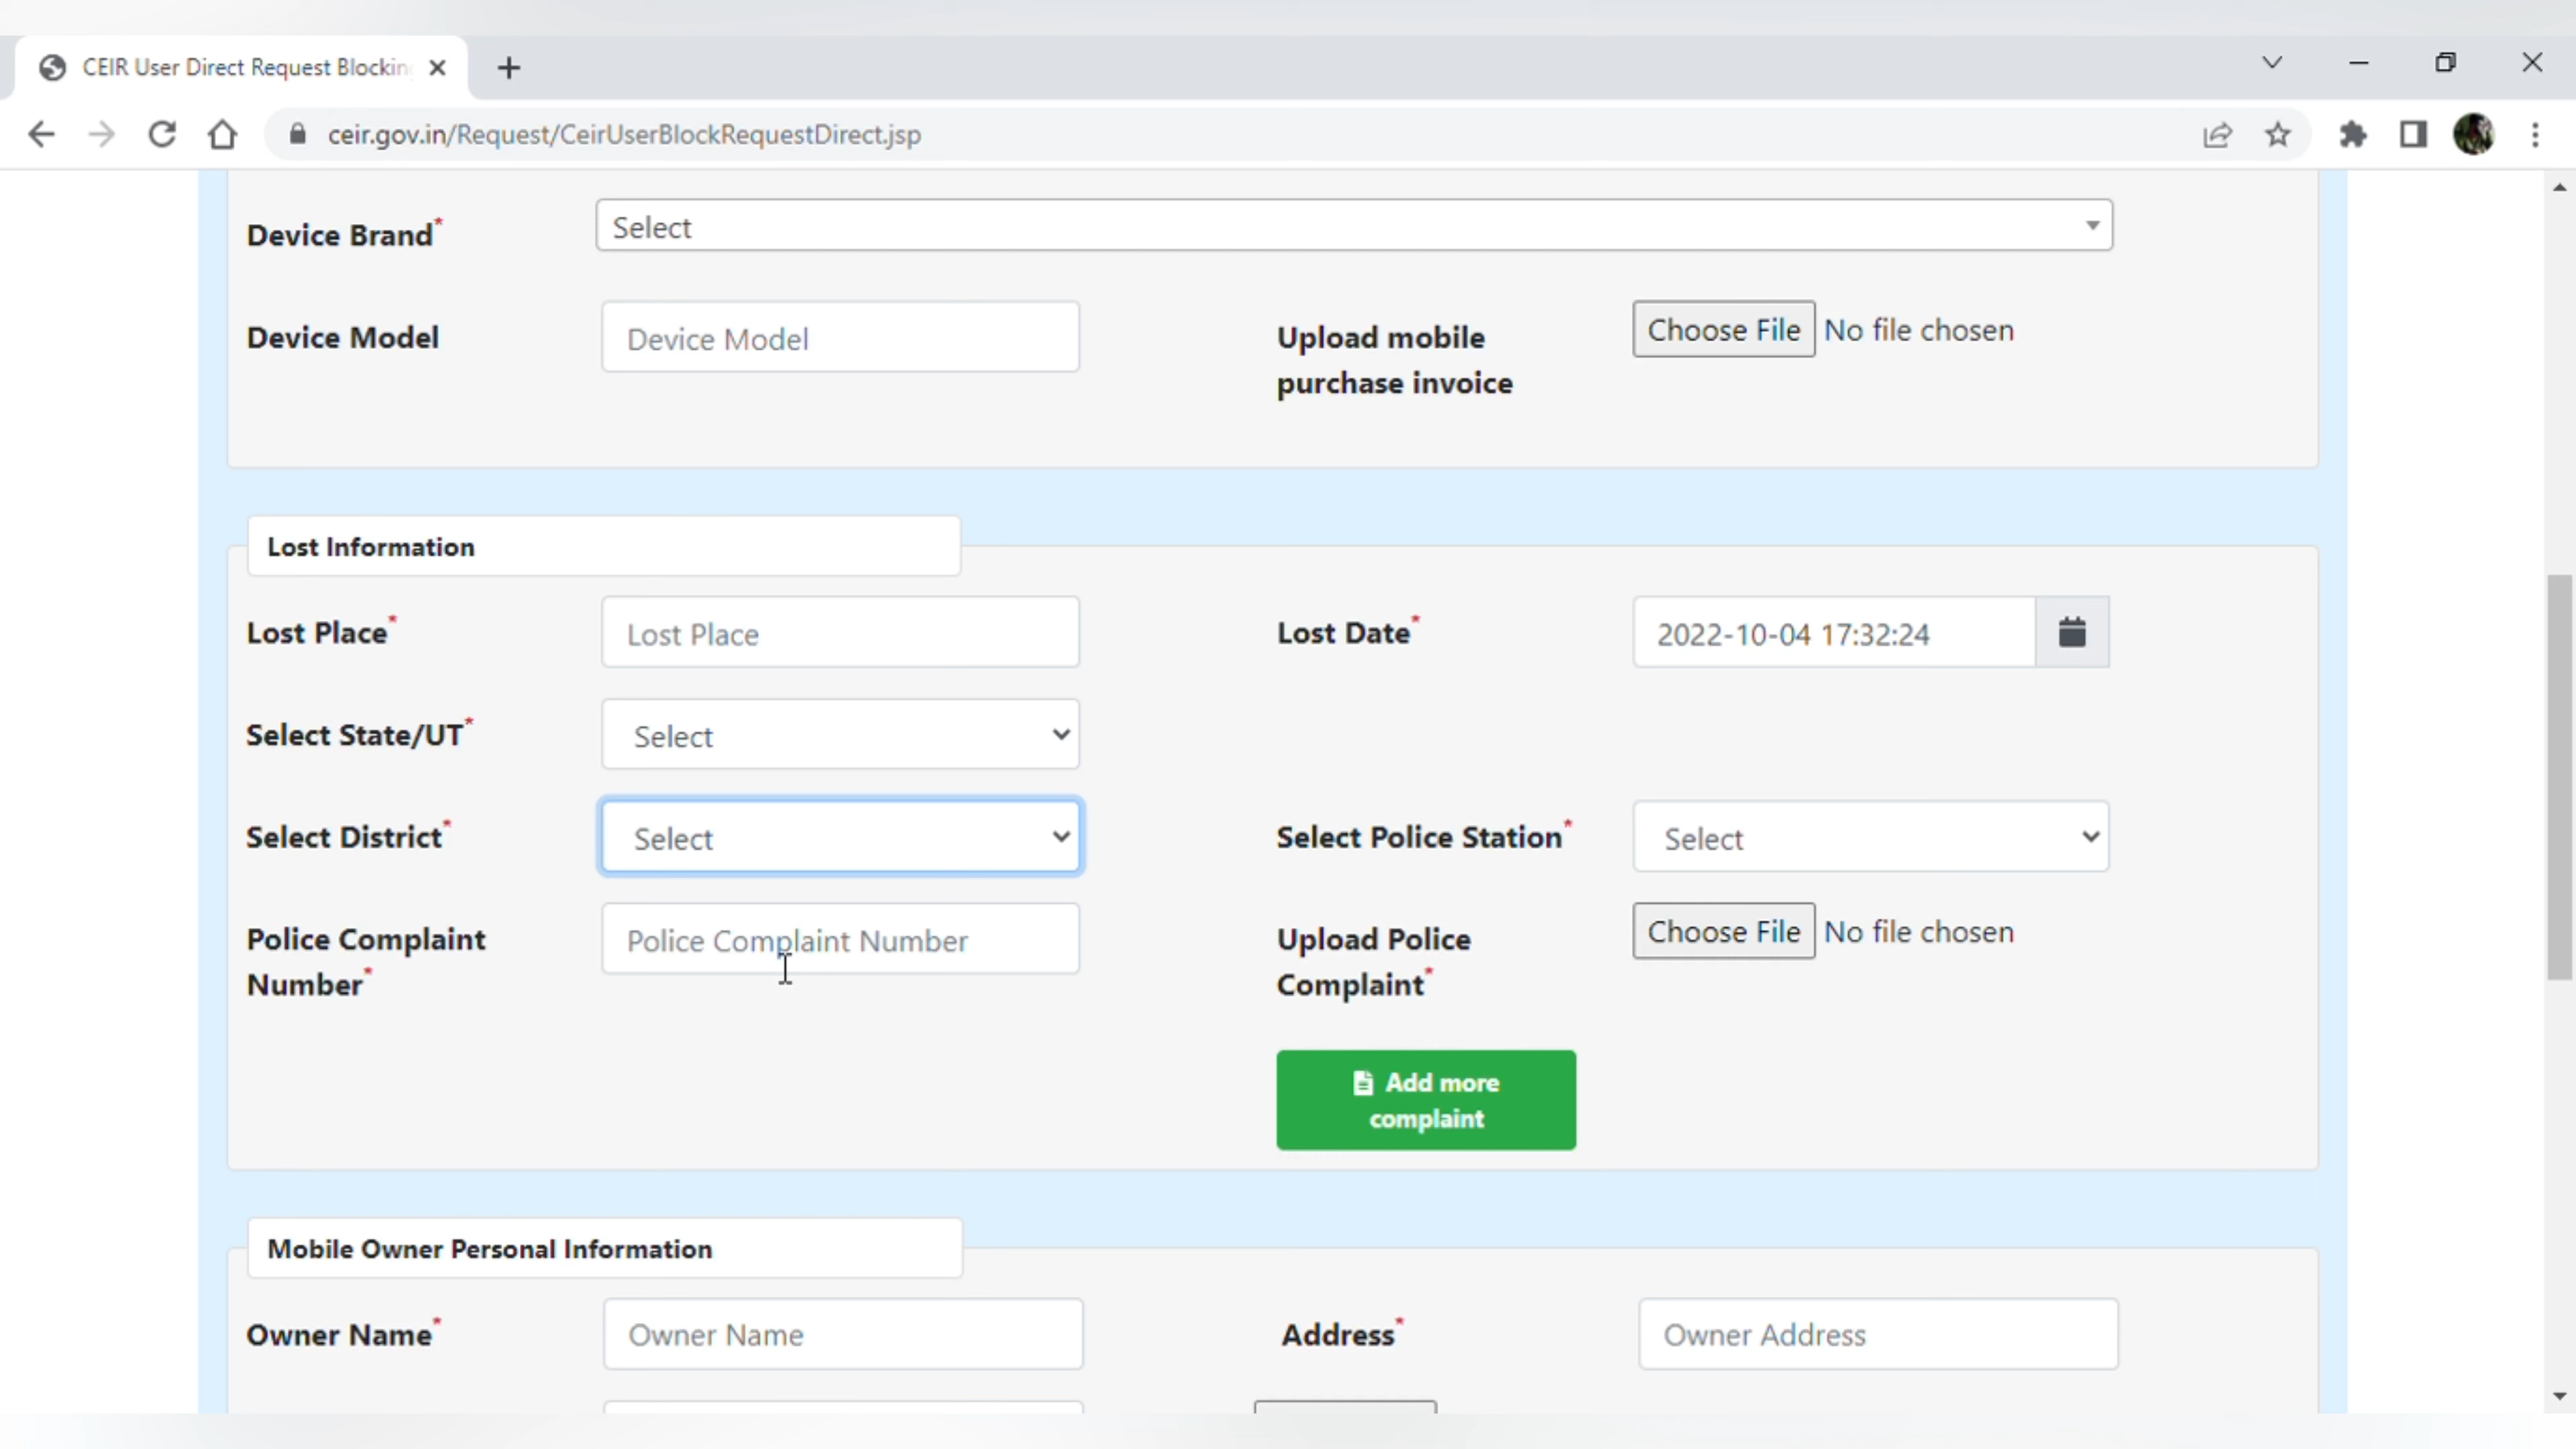 CEIR User Direct Request Blockin
ceir.gov.in/Request/CeirUserBlockRequestDirect.jsp
Device Brand* Select
Device Model Device Model Upload mobile purchase invoice Choose File No file chosen
Lost Information
Lost Place* Lost Place Lost Date* 2022-10-04 17:32:24
Select State/UT* Select
Select District* Select Select Police Station* Select
Police Complaint Number* Police Complaint Number Upload Police Complaint* Choose File No file chosen
Add more
complaint
Mobile Owner Personal Information
Owner Name* Owner Name Address* Owner Address